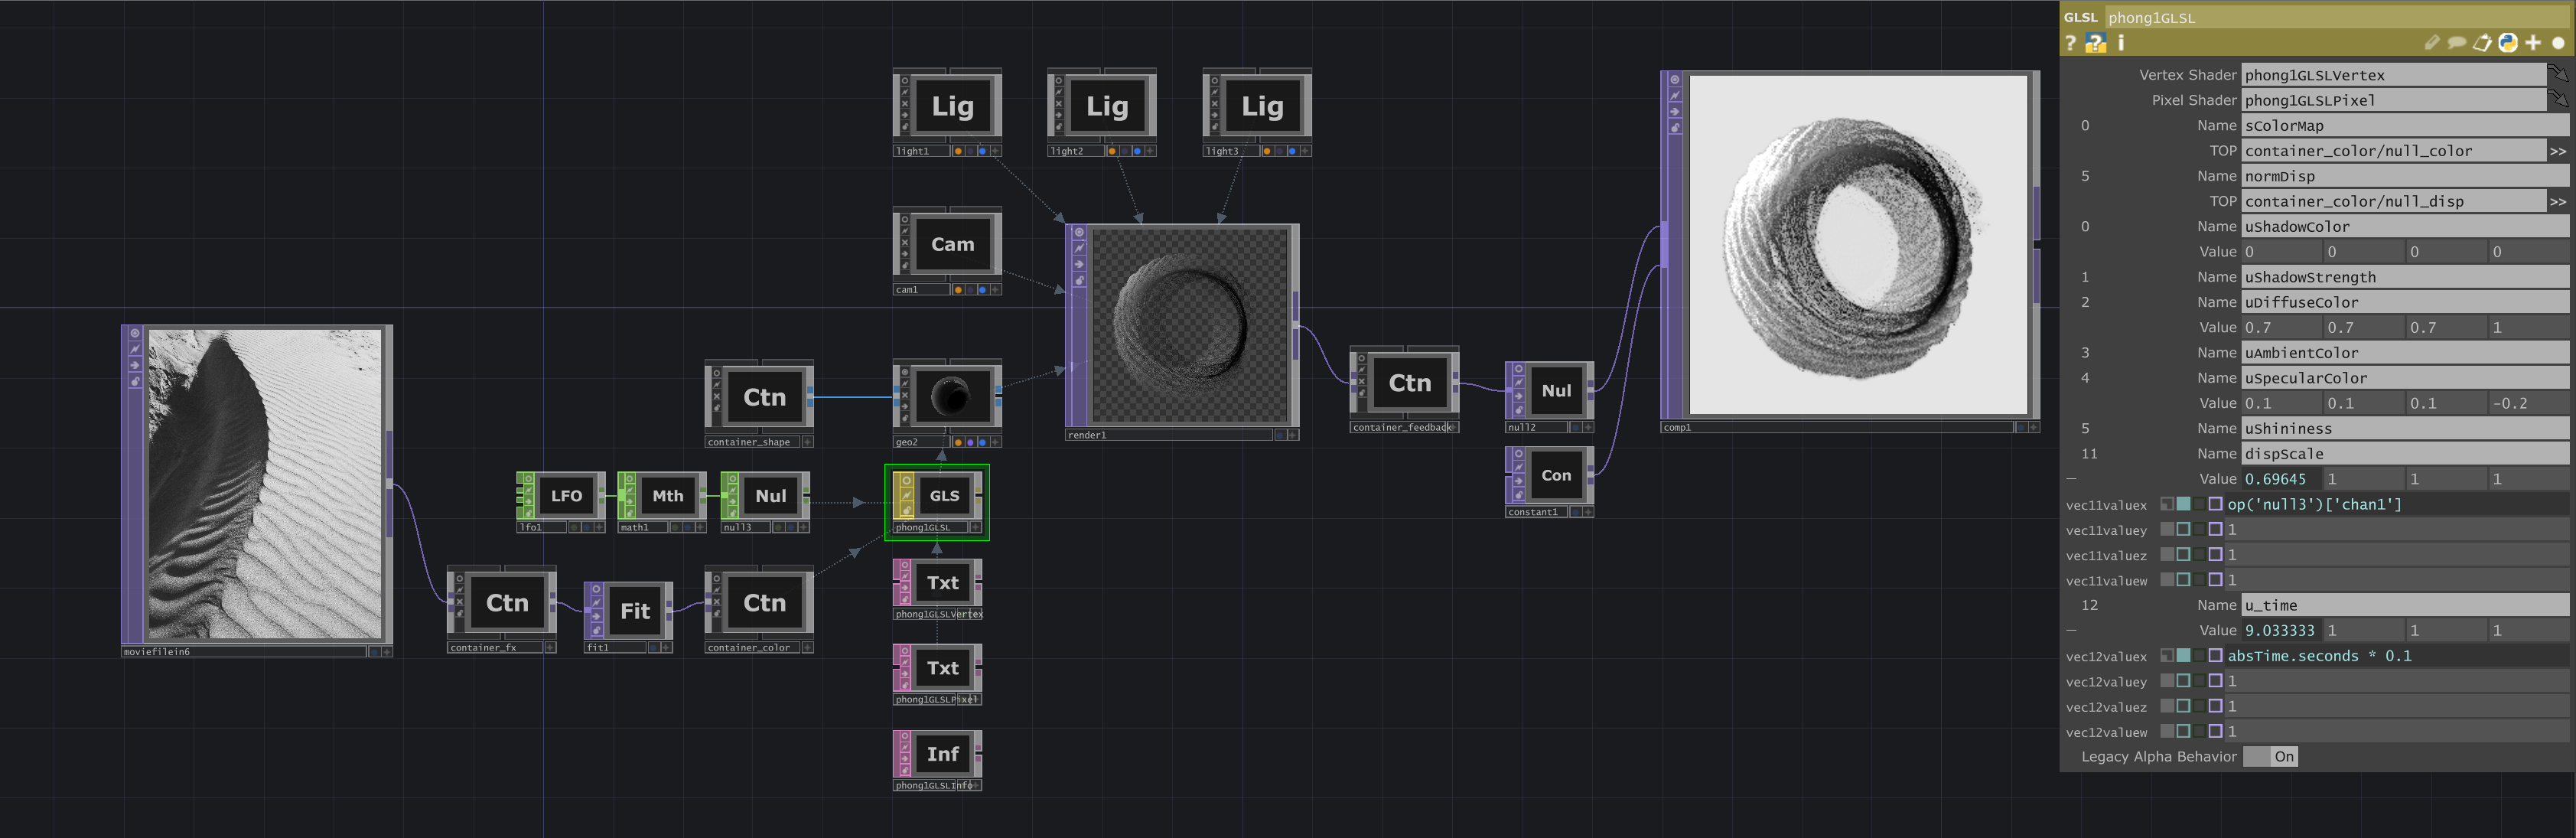 GLSL phong1GLSL
? ? i
Vertex Shader phong1GLSLVertex
Pixel Shader phong1GLSLPixel
0 Name sColorMap
TOP container_color/null_color >>
5 Name normDisp
TOP container_color/null_disp >>
0 Name uShadowColor
Value 0 0 0 0
1 Name uShadowStrength
2 Name uDiffuseColor
Value 0.7 0.7 0.7 1
3 Name uAmbientColor
4 Name uSpecularColor
Value 0.1 0.1 0.1 -0.2
5 Name uShininess
11 Name dispScale
Value 0.69645 1 1 1
vec11valuex op('null3')['chan1']
vec11valuey 1
vec11valuez 1
vec11valuew 1
12 Name u_time
Value 9.033333 1 1 1
vec12valuex absTime.seconds * 0.1
vec12valuey 1
vec12valuez 1
vec12valuew 1
Legacy Alpha Behavior On
Lig
light1
Lig
light2
Lig
light3
Cam
cam1
render1
comp1
moviefilein6
Ctn
container_shape
geo2
Ctn
container_feedback
Nul
null2
Con
constant1
LFO
lfo1
Mth
math1
Nul
null3
GLS
phong1GLSL
Ctn
container_fx
Fit
fit1
Ctn
container_color
Txt
phong1GLSLVertex
Txt
phong1GLSLPixel
Inf
phong1GLSLInfo